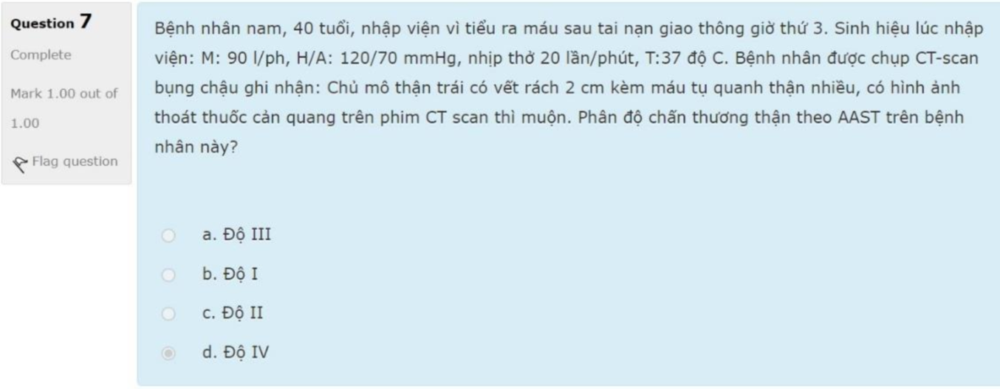 Question 7
Complete
Mark 1.00 out of
1.00
Flag question
Bệnh nhân nam, 40 tuổi, nhập viện vì tiểu ra máu sau tai nạn giao thông giờ thứ 3. Sinh hiệu lúc nhập
viện: M: 90 l/ph, H/A: 120/70 mmHg, nhịp thở 20 lần/phút, T:37 độ C. Bệnh nhân được chụp CT-scan
bụng chậu ghi nhận: Chủ mô thận trái có vết rách 2 cm kèm máu tụ quanh thận nhiều, có hình ảnh
thoát thuốc cản quang trên phim CT scan thì muộn. Phân độ chấn thương thận theo AAST trên bệnh
nhân này?
a. Độ III
b. Độ I
c. Độ II
d. Độ IV